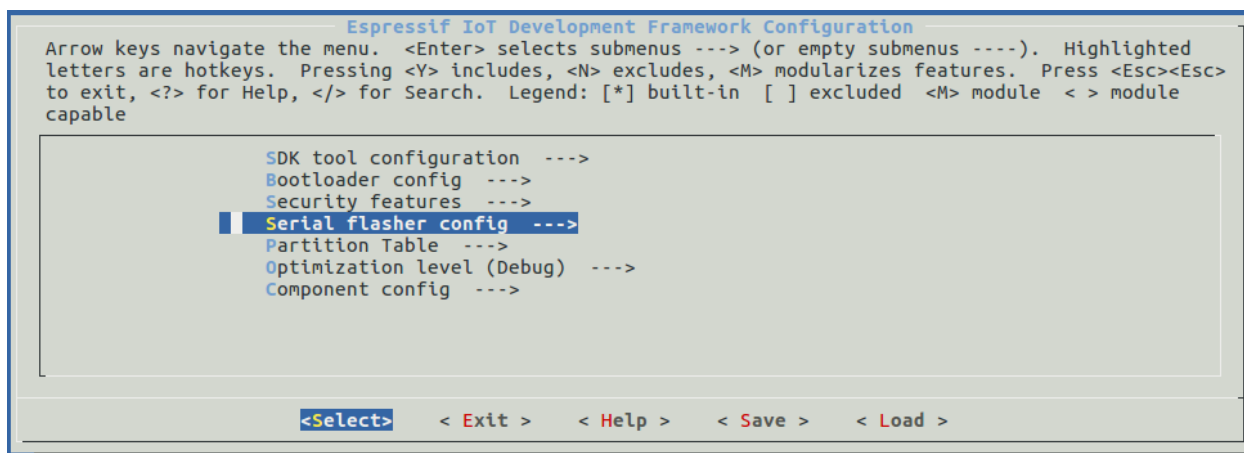 Espressif IoT Development Framework Configuration
Arrow keys navigate the menu.  <Enter> selects submenus ---> (or empty submenus ----).  Highlighted
letters are hotkeys.  Pressing <Y> includes, <N> excludes, <M> modularizes features.  Press <Esc><Esc>
to exit, <?> for Help, </> for Search.  Legend: [*] built-in  [ ] excluded  <M> module  < > module
capable
SDK tool configuration  --->
Bootloader config  --->
Security features  --->
Serial flasher config  --->
Partition Table  --->
Optimization level (Debug)  --->
Component config  --->
<Select>    < Exit >    < Help >    < Save >    < Load >